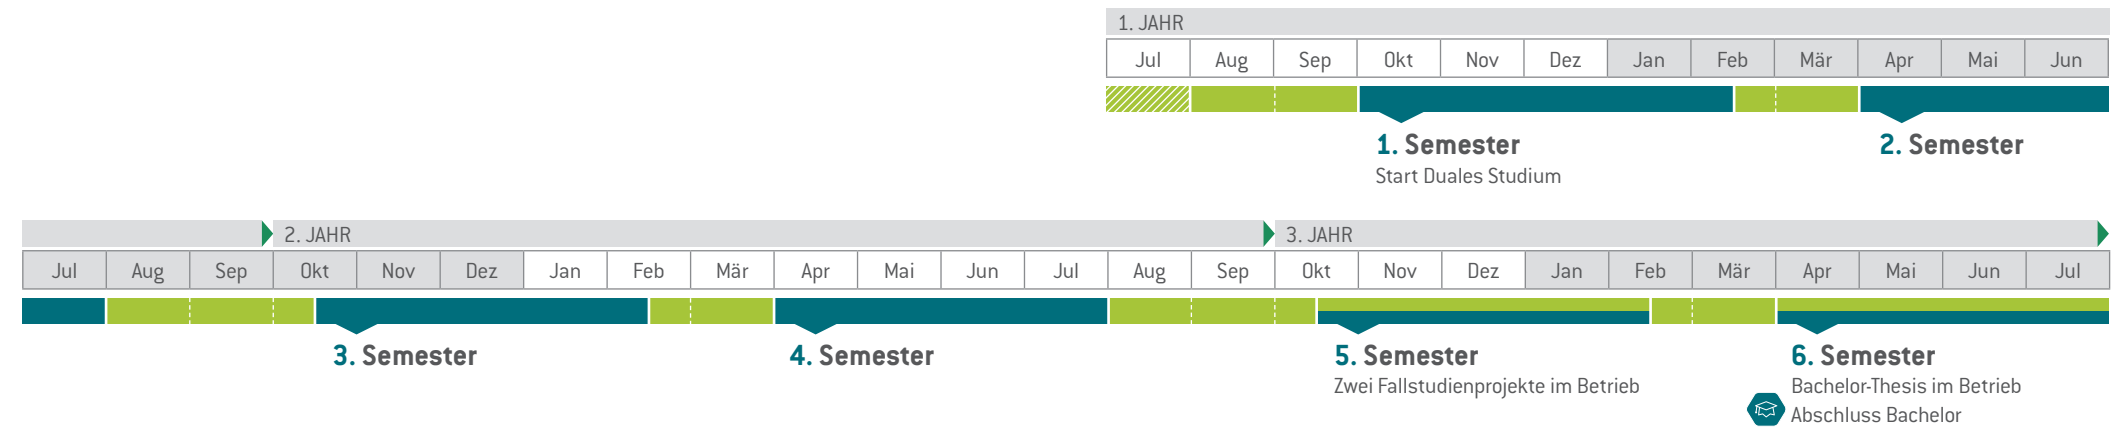 1. JAHR
Jul Aug Sep Okt Nov Dez Jan Feb Mär Apr Mai Jun
1. Semester
Start Duales Studium
2. Semester
2. JAHR
3. JAHR
Jul Aug Sep Okt Nov Dez Jan Feb Mär Apr Mai Jun Jul Aug Sep Okt Nov Dez Jan Feb Mär Apr Mai Jun Jul
3. Semester
4. Semester
5. Semester
Zwei Fallstudienprojekte im Betrieb
6. Semester
Bachelor-Thesis im Betrieb
Abschluss Bachelor